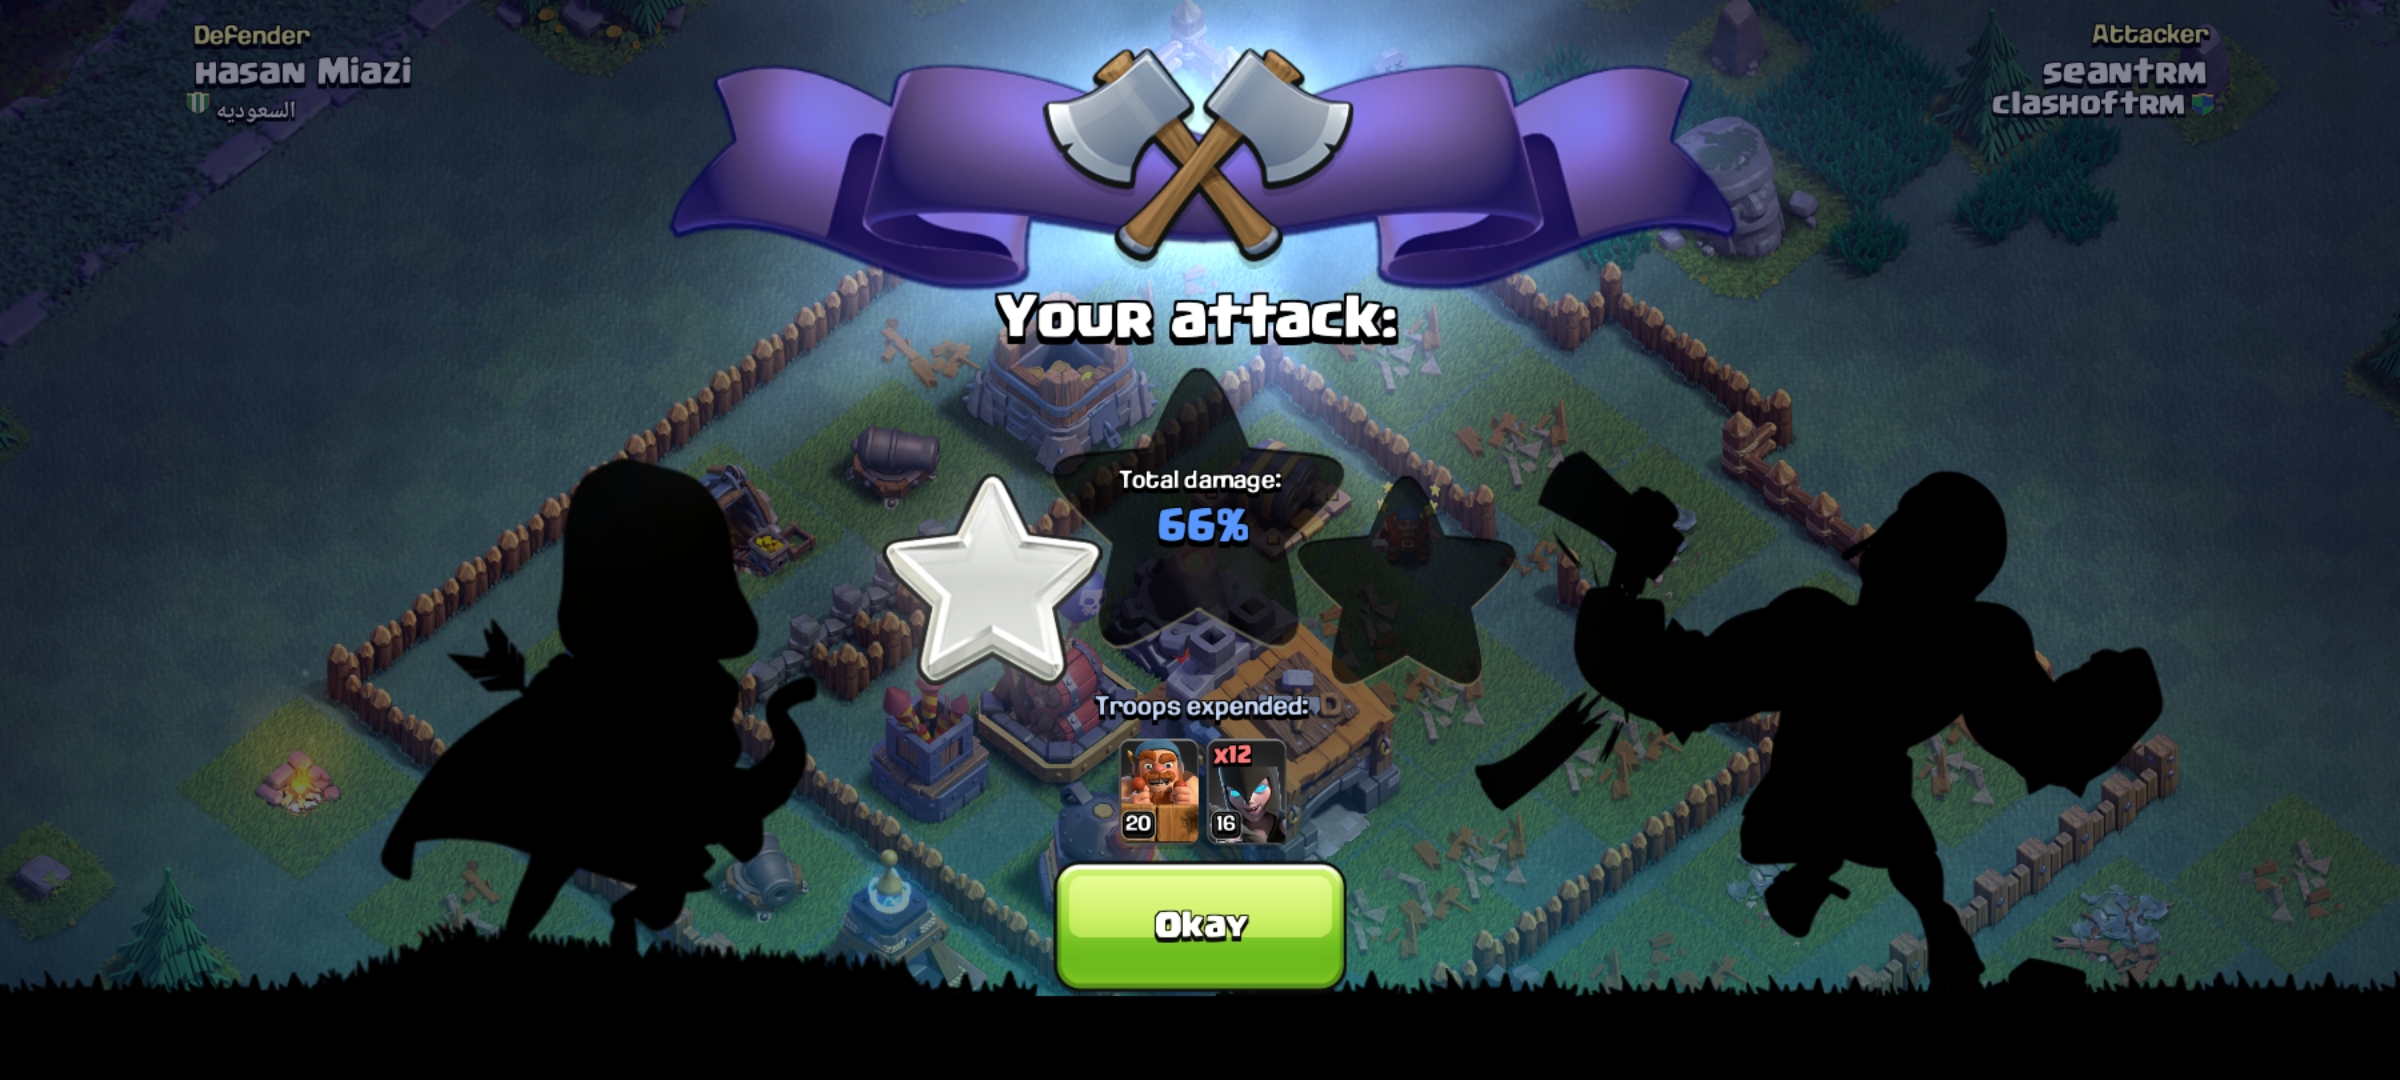 Defender
Hasan Miazi
السعوديه
Attacker
seantRM
clashoftRM
Your attack:
Total damage:
66%
Troops expended:
x12
20
16
Okay